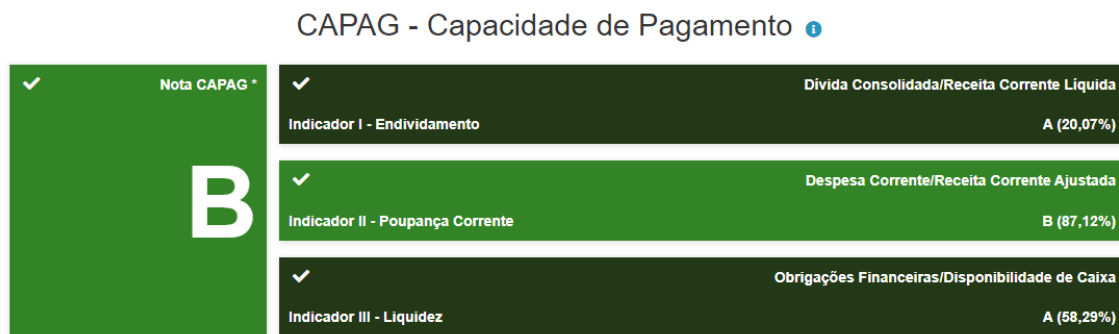 CAPAG - Capacidade de Pagamento
Nota CAPAG *
B
Dívida Consolidada/Receita Corrente Líquida
Indicador I - Endividamento
A (20,07%)
Despesa Corrente/Receita Corrente Ajustada
Indicador II - Poupança Corrente
B (87,12%)
Obrigações Financeiras/Disponibilidade de Caixa
Indicador III - Liquidez
A (58,29%)